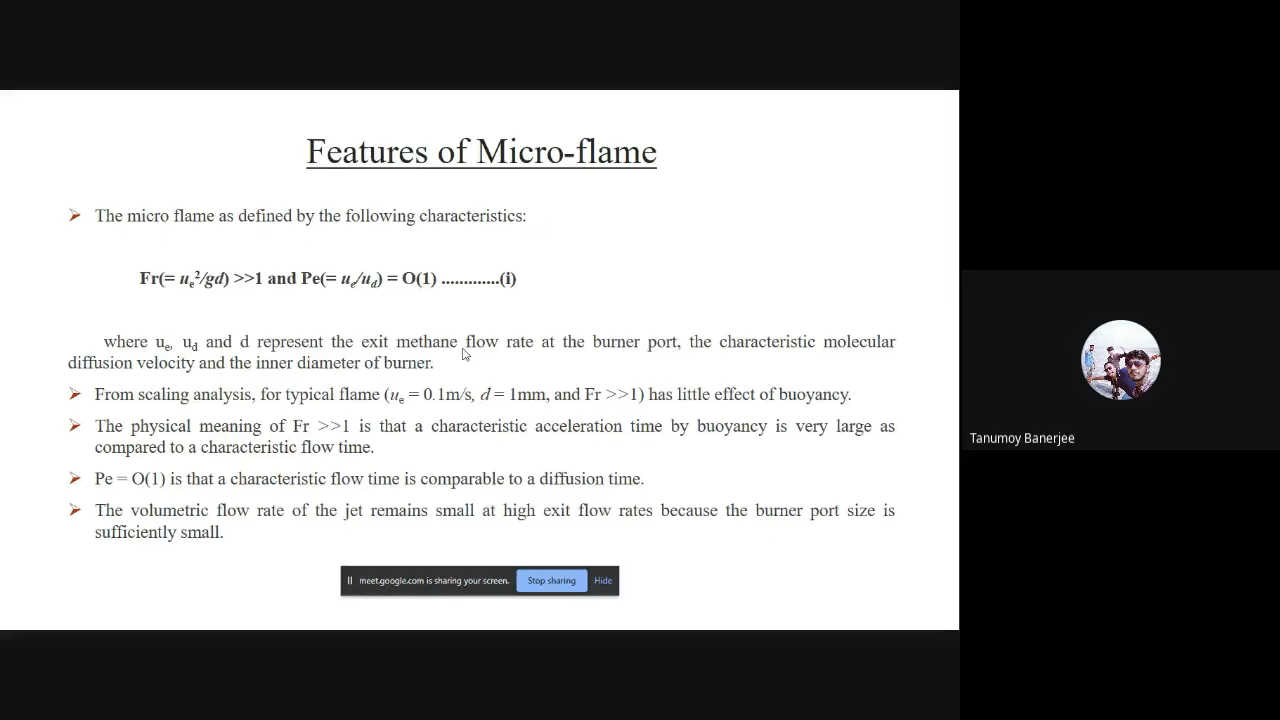 Features of Micro-flame
➢ The micro flame as defined by the following characteristics:
Fr(= uₑ²/gd) >>1 and Pe(= uₑ/u_d) = O(1) .............(i)
where uₑ, u_d and d represent the exit methane flow rate at the burner port, the characteristic molecular
diffusion velocity and the inner diameter of burner.
➢ From scaling analysis, for typical flame (uₑ = 0.1m/s, d = 1mm, and Fr >>1) has little effect of buoyancy.
➢ The physical meaning of Fr >>1 is that a characteristic acceleration time by buoyancy is very large as
compared to a characteristic flow time.
➢ Pe = O(1) is that a characteristic flow time is comparable to a diffusion time.
➢ The volumetric flow rate of the jet remains small at high exit flow rates because the burner port size is
sufficiently small.
meet.google.com is sharing your screen. Stop sharing Hide
Tanumoy Banerjee